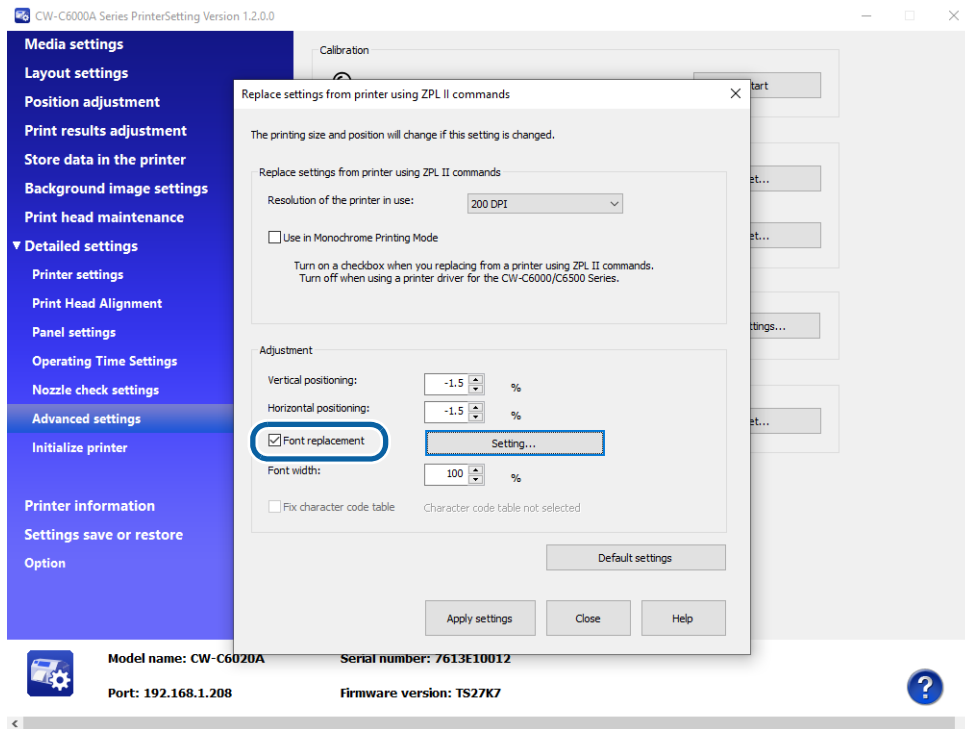 CW-C6000A Series PrinterSetting Version 1.2.0.0
Media settings
Layout settings
Position adjustment
Print results adjustment
Store data in the printer
Background image settings
Print head maintenance
Detailed settings
Printer settings
Print Head Alignment
Panel settings
Operating Time Settings
Nozzle check settings
Advanced settings
Initialize printer
Printer information
Settings save or restore
Option
Calibration
tart
et...
et...
ttings...
et...
Replace settings from printer using ZPL II commands
The printing size and position will change if this setting is changed.
Replace settings from printer using ZPL II commands
Resolution of the printer in use: 200 DPI
Use in Monochrome Printing Mode
Turn on a checkbox when you replacing from a printer using ZPL II commands.
Turn off when using a printer driver for the CW-C6000/C6500 Series.
Adjustment
Vertical positioning: -1.5 %
Horizontal positioning: -1.5 %
Font replacement Setting...
Font width: 100 %
Fix character code table Character code table not selected
Default settings
Apply settings Close Help
Model name: CW-C6020A Serial number: 7613E10012
Port: 192.168.1.208 Firmware version: TS27K7
?